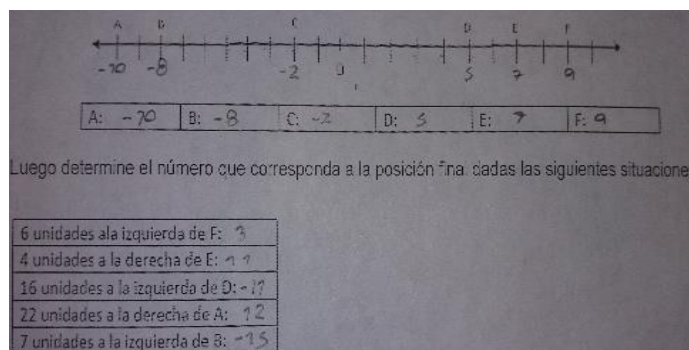 A B C D E F
-10 -8 -2 0 5 7 9
A: -10 B: -8 C: -2 D: 5 E: 7 F: 9
Luego determine el número que corresponda a la posición final dadas las siguientes situacione
6 unidades ala izquierda de F: 3
4 unidades a la derecha de E: 11
16 unidades a la izquierda de D: -11
22 unidades a la derecha de A: 12
7 unidades a la izquierda de B: -15